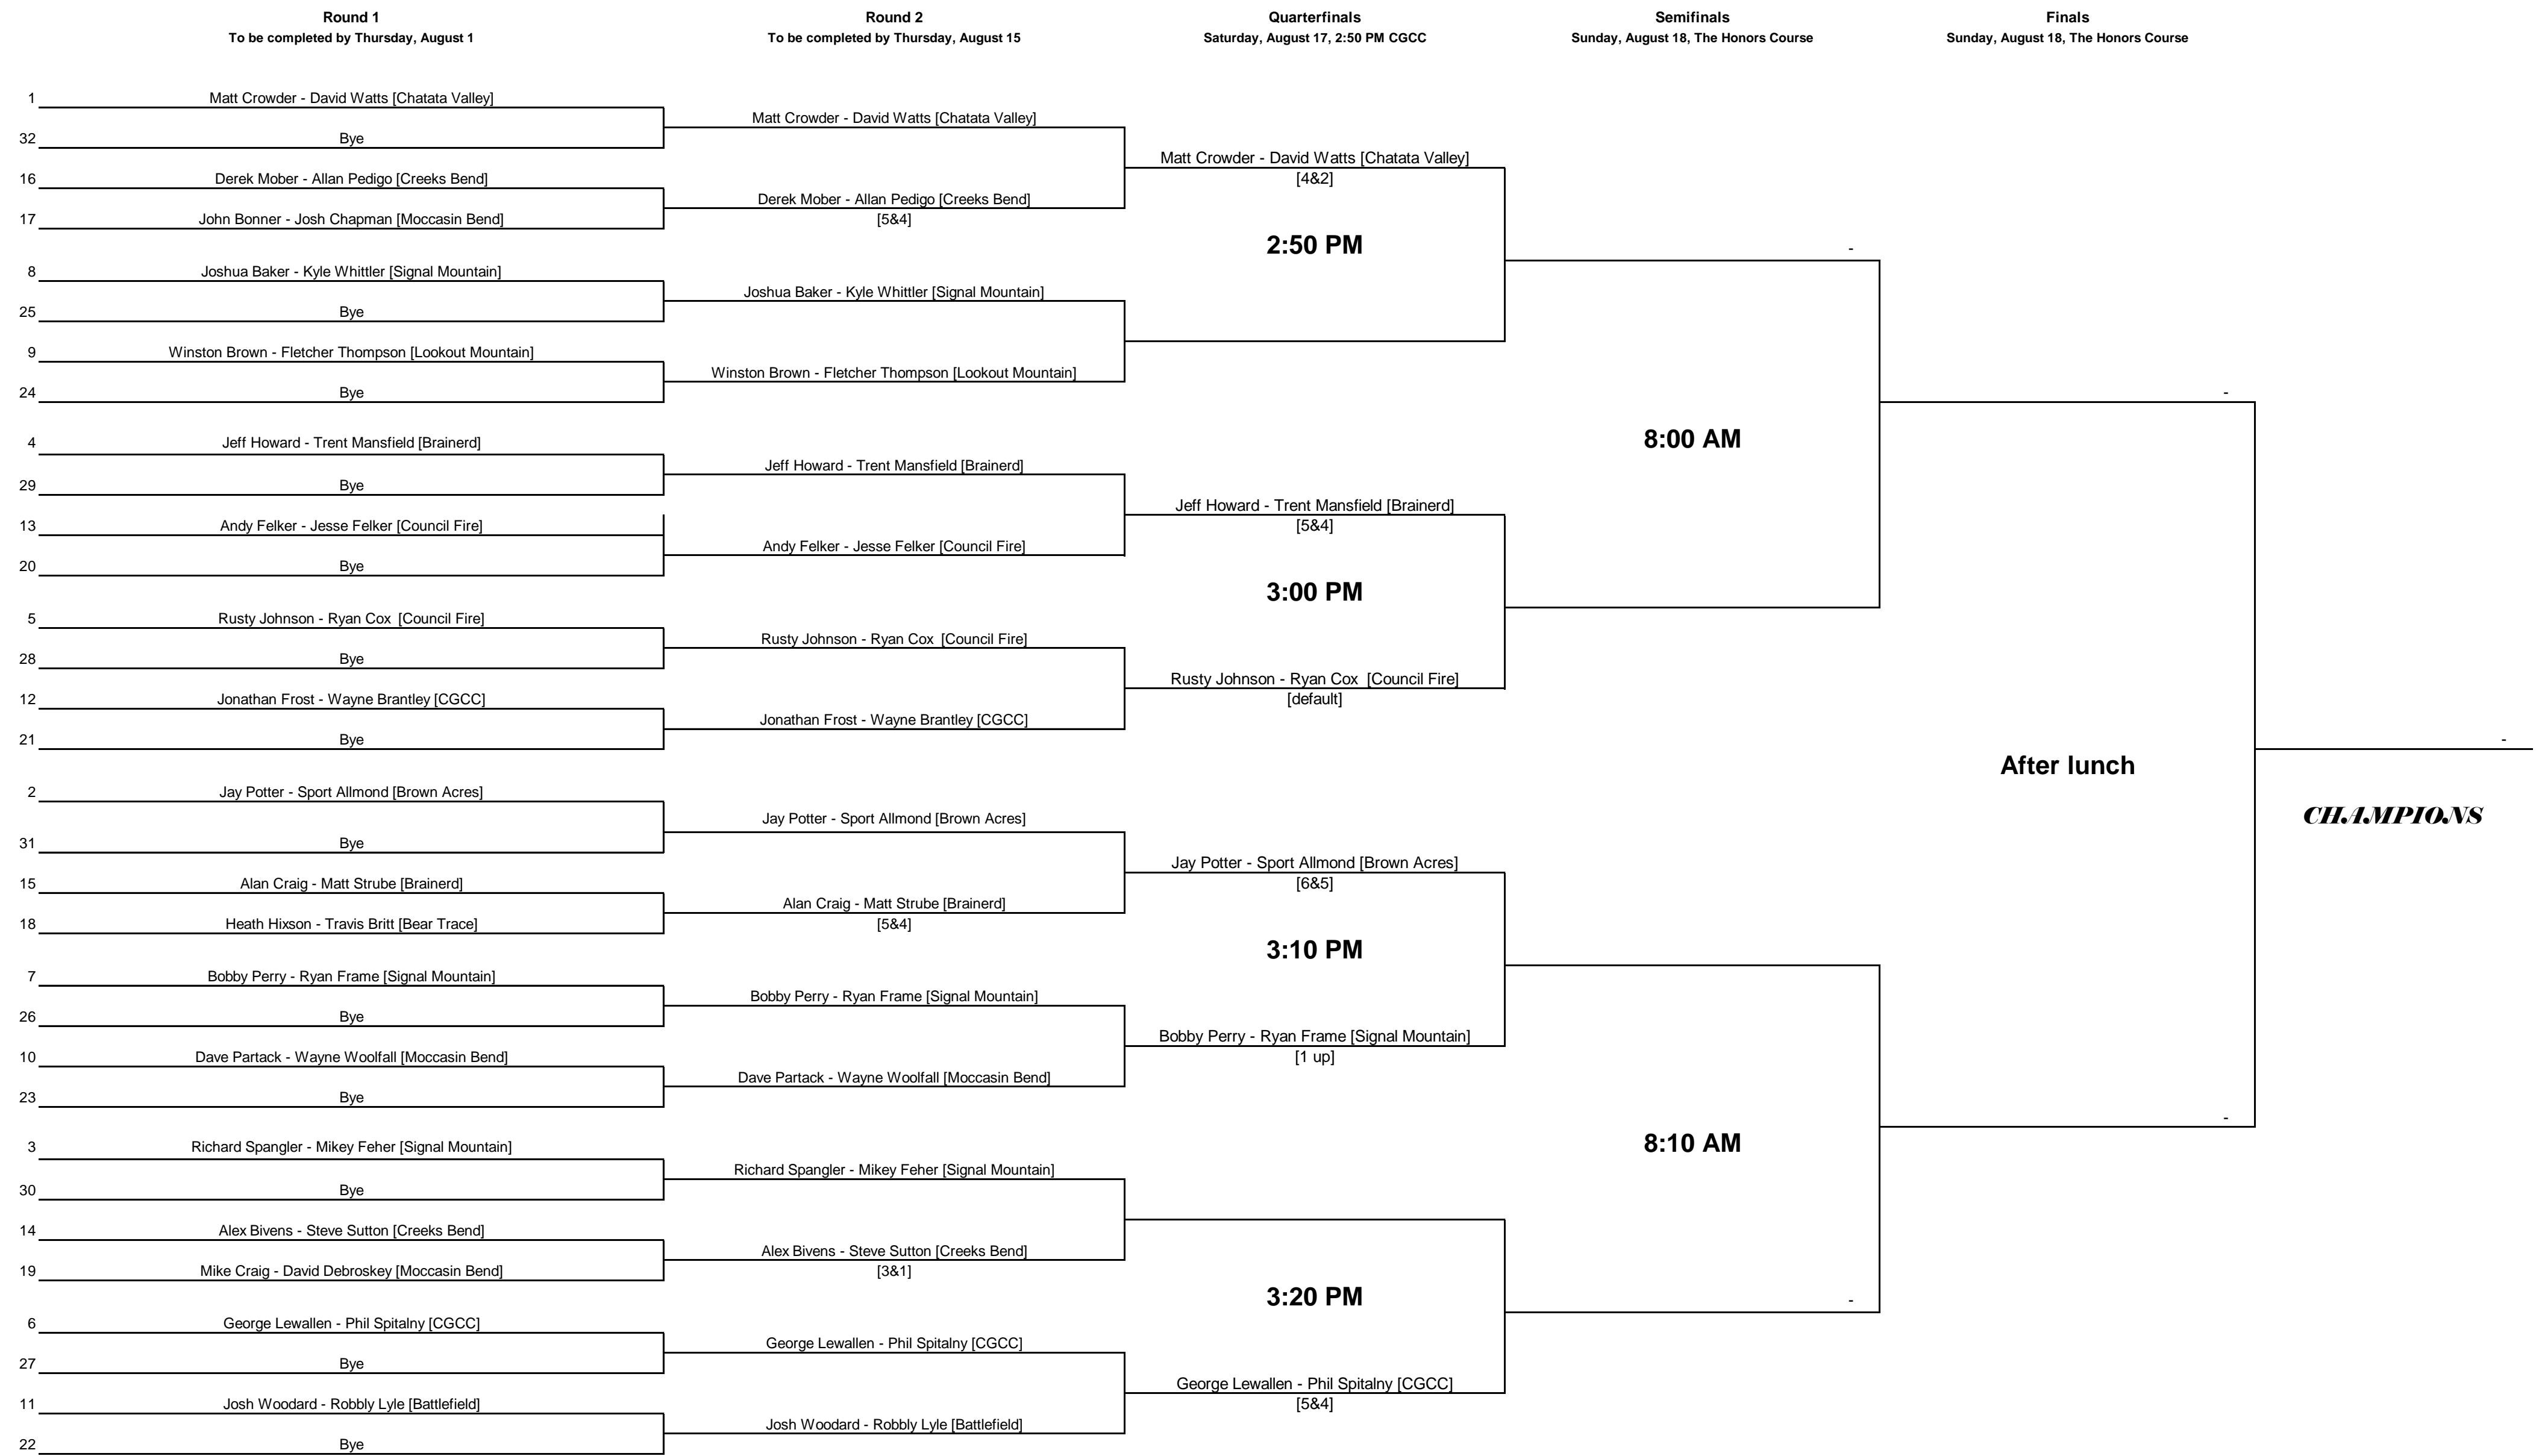 Round 1
To be completed by Thursday, August 1
Round 2
To be completed by Thursday, August 15
Quarterfinals
Saturday, August 17, 2:50 PM CGCC
Semifinals
Sunday, August 18, The Honors Course
Finals
Sunday, August 18, The Honors Course
1 Matt Crowder - David Watts [Chatata Valley]
32 Bye
16 Derek Mober - Allan Pedigo [Creeks Bend]
17 John Bonner - Josh Chapman [Moccasin Bend]
8 Joshua Baker - Kyle Whittler [Signal Mountain]
25 Bye
9 Winston Brown - Fletcher Thompson [Lookout Mountain]
24 Bye
4 Jeff Howard - Trent Mansfield [Brainerd]
29 Bye
13 Andy Felker - Jesse Felker [Council Fire]
20 Bye
5 Rusty Johnson - Ryan Cox  [Council Fire]
28 Bye
12 Jonathan Frost - Wayne Brantley [CGCC]
21 Bye
2 Jay Potter - Sport Allmond [Brown Acres]
31 Bye
15 Alan Craig - Matt Strube [Brainerd]
18 Heath Hixson - Travis Britt [Bear Trace]
7 Bobby Perry - Ryan Frame [Signal Mountain]
26 Bye
10 Dave Partack - Wayne Woolfall [Moccasin Bend]
23 Bye
3 Richard Spangler - Mikey Feher [Signal Mountain]
30 Bye
14 Alex Bivens - Steve Sutton [Creeks Bend]
19 Mike Craig - David Debroskey [Moccasin Bend]
6 George Lewallen - Phil Spitalny [CGCC]
27 Bye
11 Josh Woodard - Robbly Lyle [Battlefield]
22 Bye
Matt Crowder - David Watts [Chatata Valley]
Derek Mober - Allan Pedigo [Creeks Bend]
[5&4]
Joshua Baker - Kyle Whittler [Signal Mountain]
Winston Brown - Fletcher Thompson [Lookout Mountain]
Jeff Howard - Trent Mansfield [Brainerd]
Andy Felker - Jesse Felker [Council Fire]
Rusty Johnson - Ryan Cox  [Council Fire]
Jonathan Frost - Wayne Brantley [CGCC]
Jay Potter - Sport Allmond [Brown Acres]
Alan Craig - Matt Strube [Brainerd]
[5&4]
Bobby Perry - Ryan Frame [Signal Mountain]
Dave Partack - Wayne Woolfall [Moccasin Bend]
Richard Spangler - Mikey Feher [Signal Mountain]
Alex Bivens - Steve Sutton [Creeks Bend]
[3&1]
George Lewallen - Phil Spitalny [CGCC]
Josh Woodard - Robbly Lyle [Battlefield]
Matt Crowder - David Watts [Chatata Valley]
[4&2]
2:50 PM
Jeff Howard - Trent Mansfield [Brainerd]
[5&4]
3:00 PM
Rusty Johnson - Ryan Cox  [Council Fire]
[default]
Jay Potter - Sport Allmond [Brown Acres]
[6&5]
3:10 PM
Bobby Perry - Ryan Frame [Signal Mountain]
[1 up]
3:20 PM
George Lewallen - Phil Spitalny [CGCC]
[5&4]
-
8:00 AM
8:10 AM
-
-
After lunch
-
-
CHAMPIONS